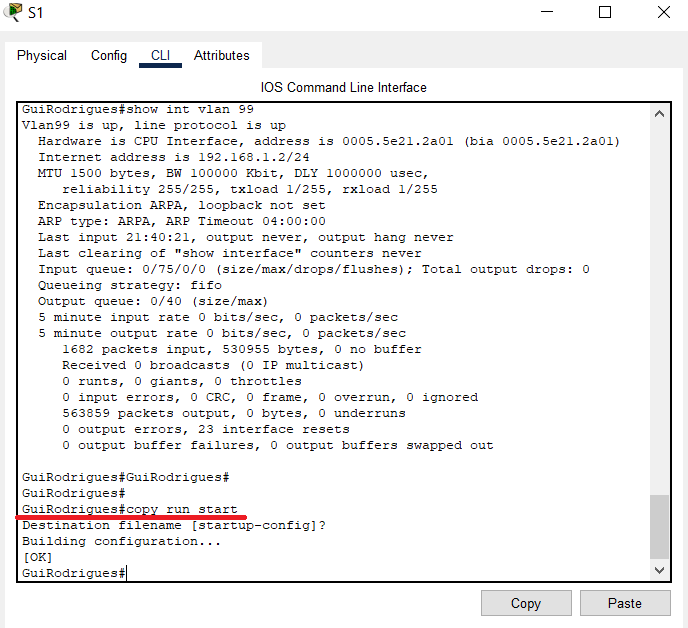 S1
Physical Config CLI Attributes
IOS Command Line Interface
GuiRodrigues#show int vlan 99
Vlan99 is up, line protocol is up
Hardware is CPU Interface, address is 0005.5e21.2a01 (bia 0005.5e21.2a01)
Internet address is 192.168.1.2/24
MTU 1500 bytes, BW 100000 Kbit, DLY 1000000 usec,
reliability 255/255, txload 1/255, rxload 1/255
Encapsulation ARPA, loopback not set
ARP type: ARPA, ARP Timeout 04:00:00
Last input 21:40:21, output never, output hang never
Last clearing of "show interface" counters never
Input queue: 0/75/0/0 (size/max/drops/flushes); Total output drops: 0
Queueing strategy: fifo
Output queue: 0/40 (size/max)
5 minute input rate 0 bits/sec, 0 packets/sec
5 minute output rate 0 bits/sec, 0 packets/sec
1682 packets input, 530955 bytes, 0 no buffer
Received 0 broadcasts (0 IP multicast)
0 runts, 0 giants, 0 throttles
0 input errors, 0 CRC, 0 frame, 0 overrun, 0 ignored
563859 packets output, 0 bytes, 0 underruns
0 output errors, 23 interface resets
0 output buffer failures, 0 output buffers swapped out
GuiRodrigues#GuiRodrigues#
GuiRodrigues#
GuiRodrigues#copy run start
Destination filename [startup-config]?
Building configuration...
[OK]
GuiRodrigues#
Copy Paste